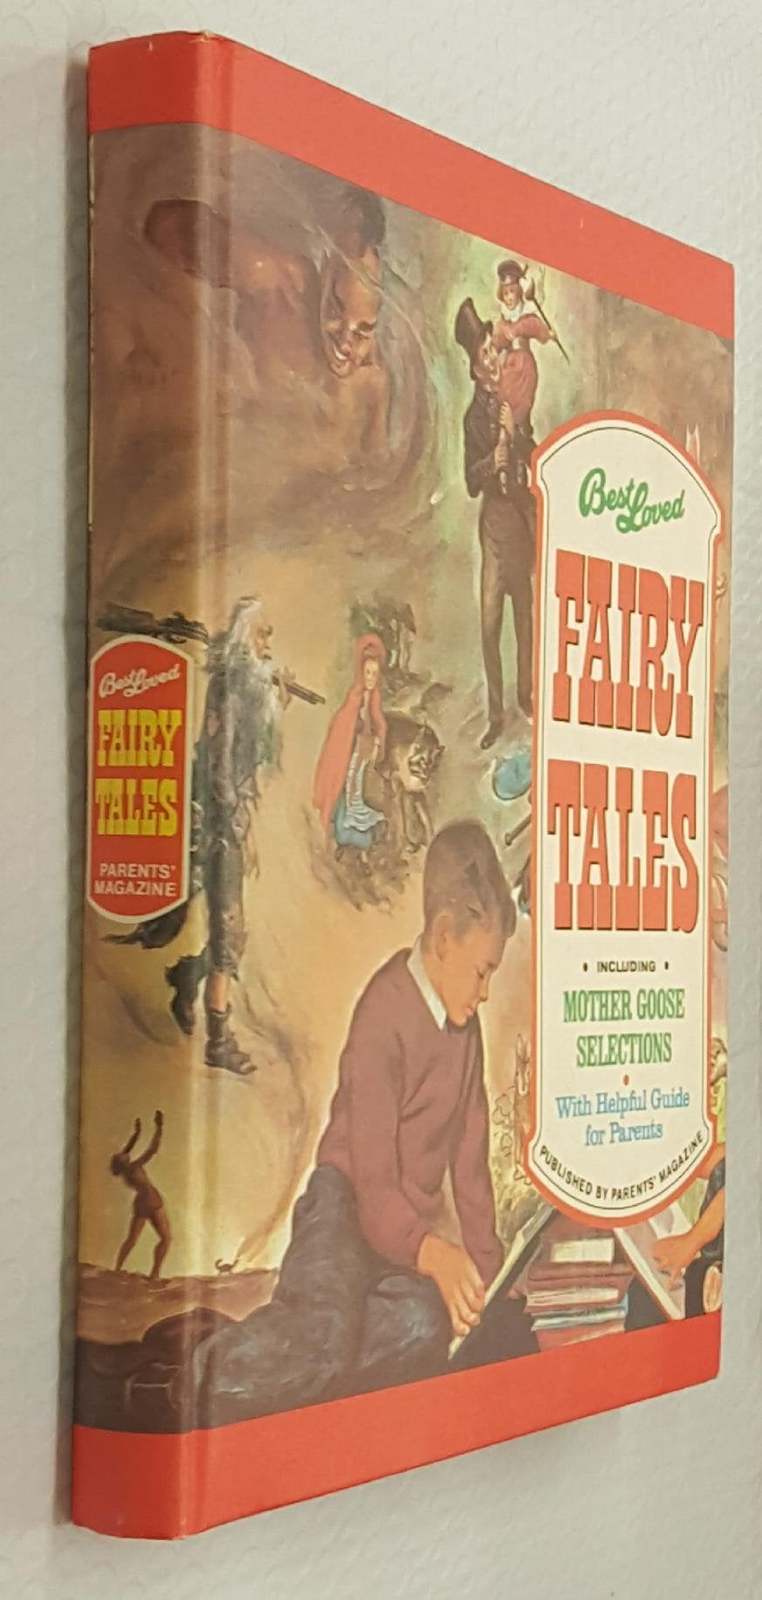 Best Loved
FAIRY
TALES
PARENTS'
MAGAZINE
Best Loved
FAIRY
TALES
• INCLUDING •
MOTHER GOOSE
SELECTIONS
•
With Helpful Guide
for Parents
PUBLISHED BY PARENTS' MAGAZINE